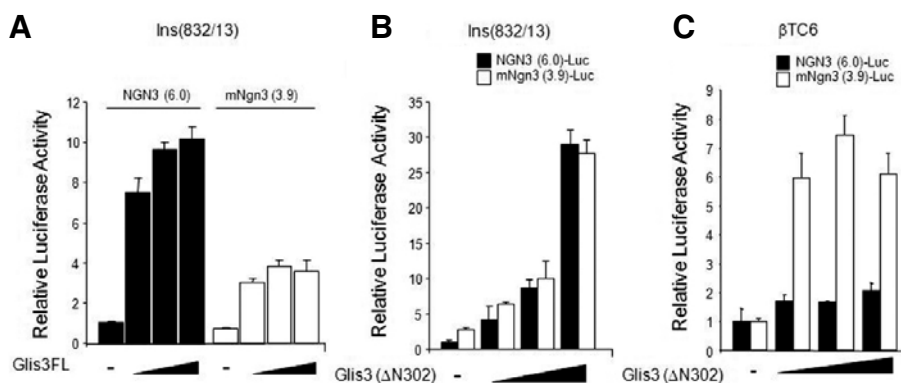 A
Ins(832/13)
NGN3 (6.0)
mNgn3 (3.9)
Relative Luciferase Activity
12
10
8
6
4
2
0
Glis3FL
-
B
Ins(832/13)
NGN3 (6.0)-Luc
mNgn3 (3.9)-Luc
Relative Luciferase Activity
35
30
25
20
15
10
5
0
Glis3 (ΔN302)
-
C
βTC6
NGN3 (6.0)-Luc
mNgn3 (3.9)-Luc
Relative Luciferase Activity
9
8
7
6
5
4
3
2
1
0
Glis3 (ΔN302)
-